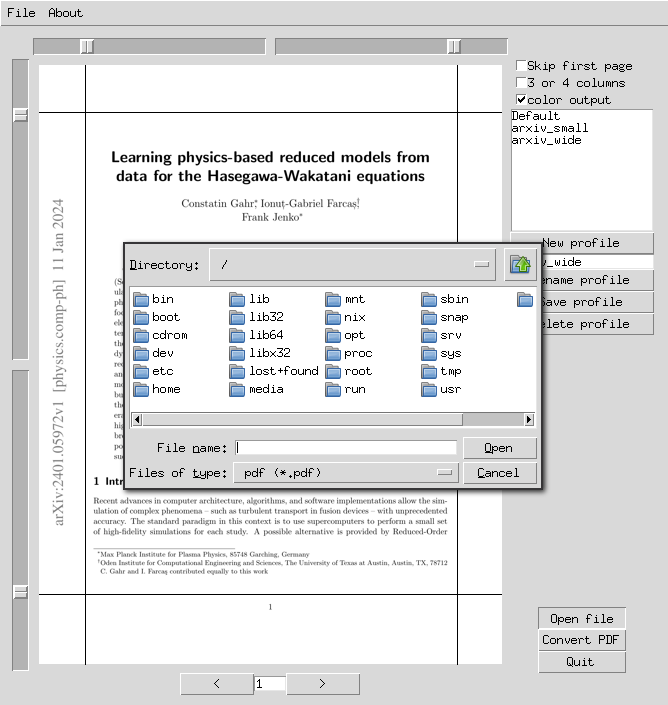 File About
Skip first page
3 or 4 columns
color output
Default
arxiv_small
arxiv_wide
New profile
_wide
ename profile
Save profile
elete profile
Learning physics-based reduced models from
data for the Hasegawa-Wakatani equations
Constatin Gahr*, Ionuț-Gabriel Farcaș†
Frank Jenko*
arXiv:2401.05972v1 [physics.comp-ph] 11 Jan 2024
Directory: /
bin lib mnt sbin
boot lib32 nix snap
cdrom lib64 opt srv
dev libx32 proc sys
etc lost+found root tmp
home media run usr
File name: Open
Files of type: pdf (*.pdf) Cancel
1 Intr
Recent advances in computer architecture, algorithms, and software implementations allow the sim-
ulation of complex phenomena – such as turbulent transport in fusion devices – with unprecedented
accuracy. The standard paradigm in this context is to use supercomputers to perform a small set
of high-fidelity simulations for each study. A possible alternative is provided by Reduced-Order
*Max Planck Institute for Plasma Physics, 85748 Garching, Germany
†Oden Institute for Computational Engineering and Sciences, The University of Texas at Austin, Austin, TX, 78712
C. Gahr and I. Farcaș contributed equally to this work
1
Open file
Convert PDF
Quit
< 1 >